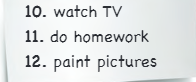 10. watch TV
11. do homework
12. paint pictures